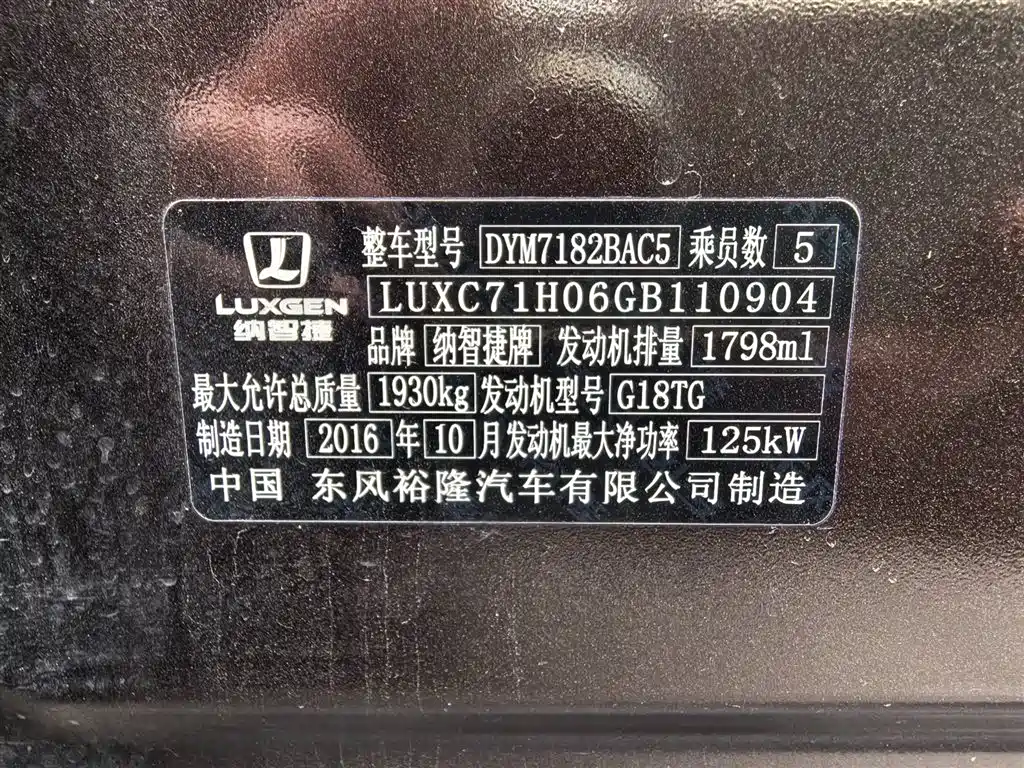 LUXGEN
纳智捷
整车型号 DYM7182BAC5 乘员数 5
LUXC71H06GB110904
品牌 纳智捷牌 发动机排量 1798ml
最大允许总质量 1930kg 发动机型号 G18TG
制造日期 2016 年 10 月 发动机最大净功率 125kW
中国 东风裕隆汽车有限公司制造